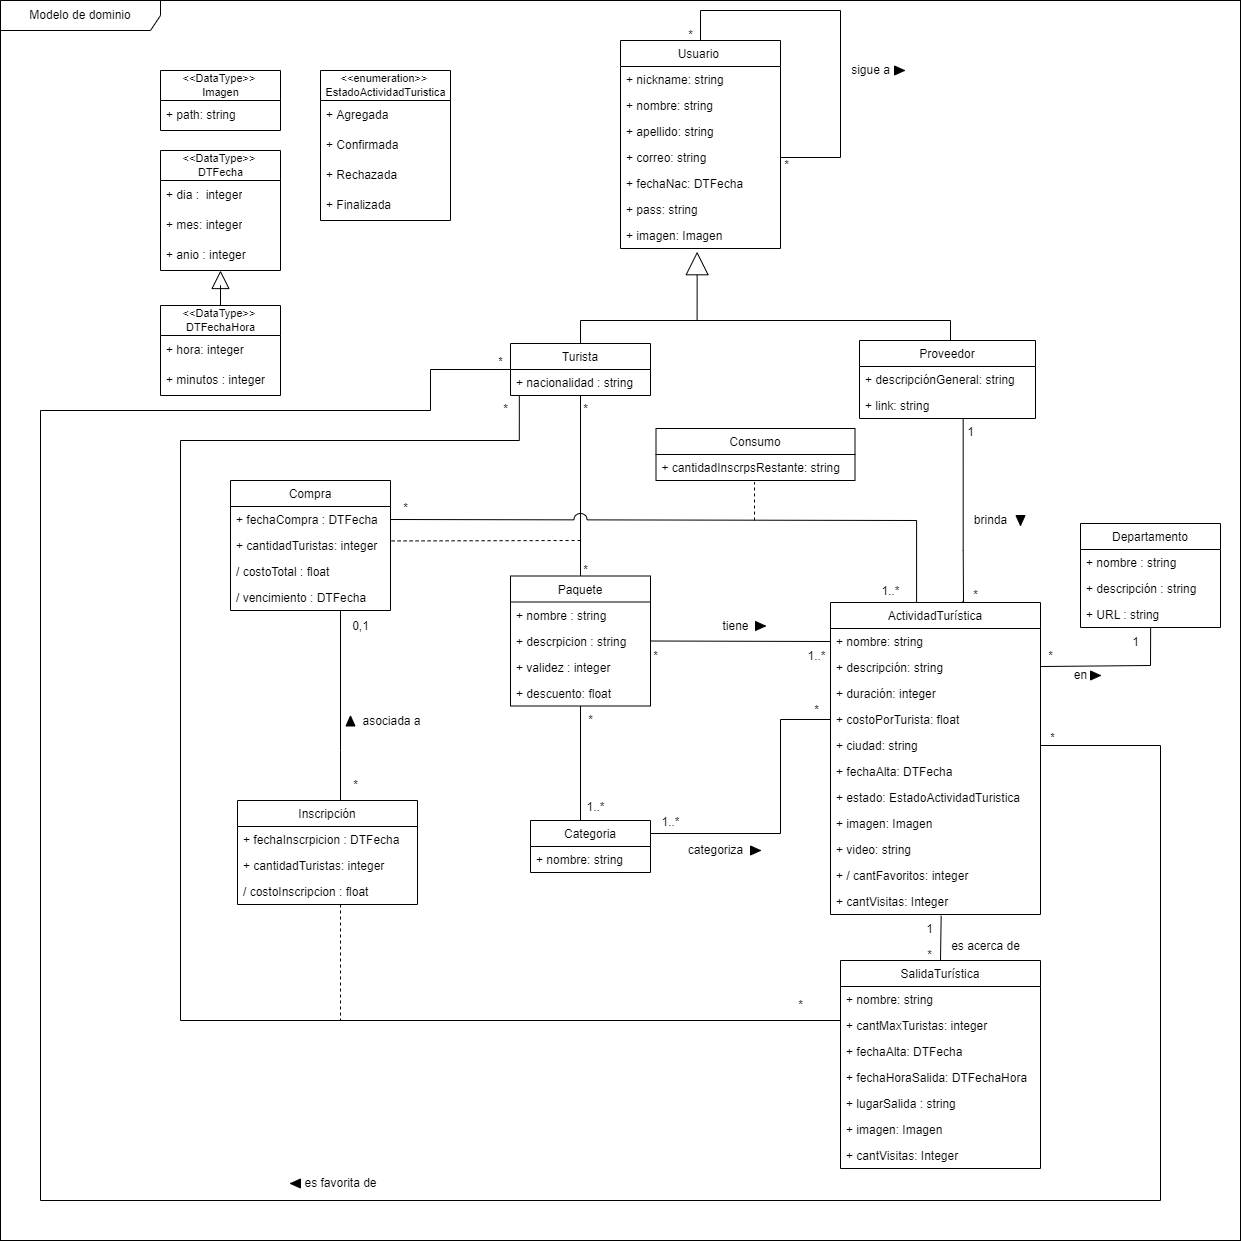 Modelo de dominio
<<DataType>>
Imagen
+ path: string
<<enumeration>>
EstadoActividadTuristica
+ Agregada
+ Confirmada
+ Rechazada
+ Finalizada
<<DataType>>
DTFecha
+ dia :  integer
+ mes: integer
+ anio : integer
<<DataType>>
DTFechaHora
+ hora: integer
+ minutos : integer
*
Usuario
+ nickname: string
+ nombre: string
+ apellido: string
+ correo: string
+ fechaNac: DTFecha
+ pass: string
+ imagen: Imagen
sigue a ▶
*
*
Turista
+ nacionalidad : string
*
*
Proveedor
+ descripciónGeneral: string
+ link: string
1
Consumo
+ cantidadInscrpsRestante: string
brinda ▼
Compra
+ fechaCompra : DTFecha
+ cantidadTuristas: integer
/ costoTotal : float
/ vencimiento : DTFecha
*
0,1
Departamento
+ nombre : string
+ descripción : string
+ URL : string
1
*
en ▶
*
Paquete
+ nombre : string
+ descrpicion : string
+ validez : integer
+ descuento: float
tiene ▶
*
1..*
*
1..*
*
ActividadTurística
+ nombre: string
+ descripción: string
+ duración: integer
+ costoPorTurista: float
+ ciudad: string
+ fechaAlta: DTFecha
+ estado: EstadoActividadTuristica
+ imagen: Imagen
+ video: string
+ / cantFavoritos: integer
+ cantVisitas: Integer
*
*
▲ asociada a
*
Inscripción
+ fechaInscrpicion : DTFecha
+ cantidadTuristas: integer
/ costoInscripcion : float
1..*
Categoria
+ nombre: string
1..*
categoriza ▶
1
*
es acerca de
SalidaTurística
+ nombre: string
+ cantMaxTuristas: integer
+ fechaAlta: DTFecha
+ fechaHoraSalida: DTFechaHora
+ lugarSalida : string
+ imagen: Imagen
+ cantVisitas: Integer
*
◀ es favorita de